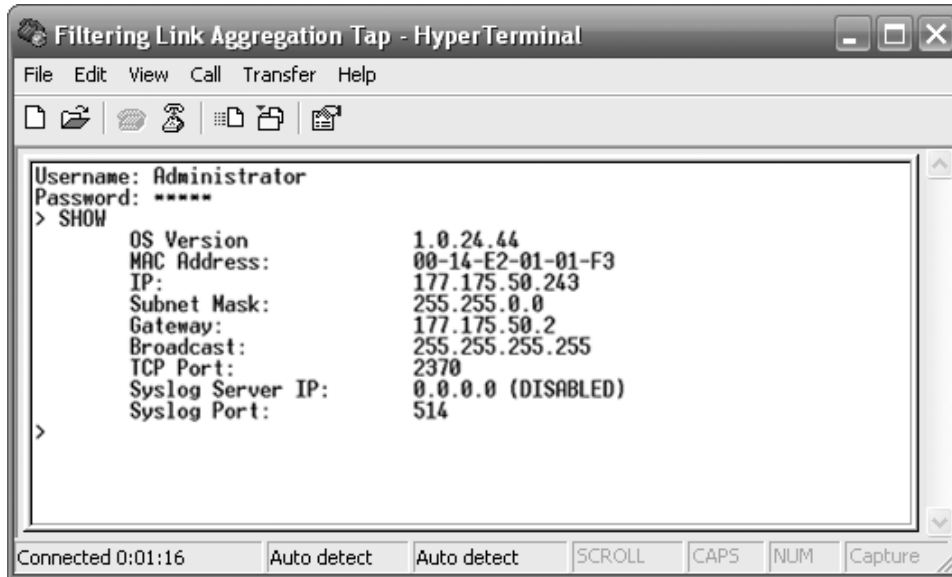 Filtering Link Aggregation Tap - HyperTerminal
File Edit View Call Transfer Help
Username: Administrator
Password: *****
> SHOW
OS Version 1.0.24.44
MAC Address: 00-14-E2-01-01-F3
IP: 177.175.50.243
Subnet Mask: 255.255.0.0
Gateway: 177.175.50.2
Broadcast: 255.255.255.255
TCP Port: 2370
Syslog Server IP: 0.0.0.0 (DISABLED)
Syslog Port: 514
>
Connected 0:01:16 Auto detect Auto detect SCROLL CAPS NUM Capture